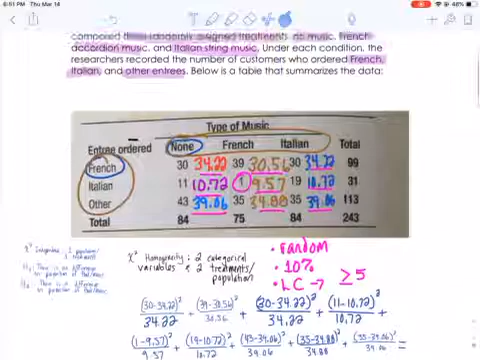 6:51 PM Thu Mar 14
48%
compared three randomly assigned treatments: no music, French
accordion music, and Italian string music. Under each condition, the
researchers recorded the number of customers who ordered French,
Italian, and other entrees. Below is a table that summarizes the data:
Type of Music
Entree ordered None French Italian Total
French 30 34.22 39 30.56 30 34.22 99
Italian 11 10.72 1 9.57 19 10.72 31
Other 43 39.06 35 34.88 35 39.06 113
Total 84 75 84 243
χ² Homogeneity: 2 categorical
variables & 2 treatments/
population
• random
• 10%
• LC → ≥5
(30-34.22)²/34.22 + (39-30.56)²/30.56 + (30-34.22)²/34.22 + (11-10.72)²/10.72 +
(1-9.57)²/9.57 + (19-10.72)²/10.72 + (43-39.06)²/39.06 + (35-34.88)²/34.88 + (35-39.06)²/39.06 =